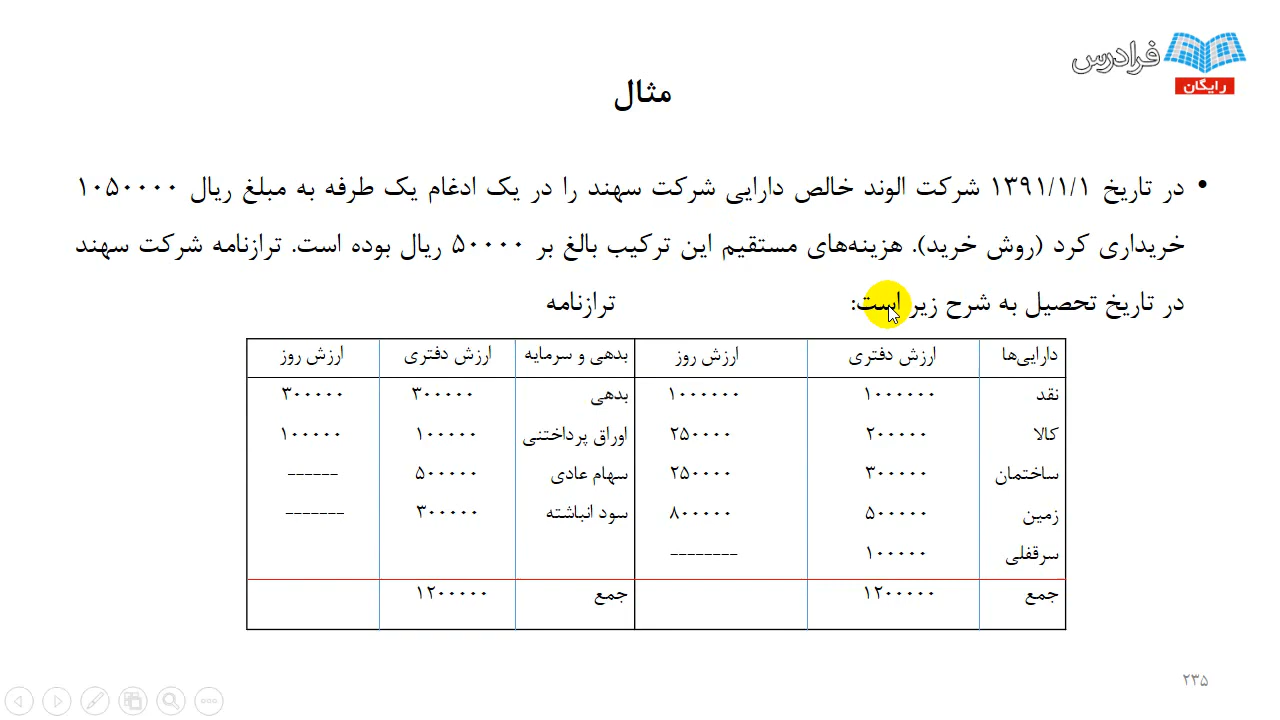 فرادرس
رایگان
مثال
• در تاریخ ۱۳۹۱/۱/۱ شرکت الوند خالص دارایی شرکت سهند را در یک ادغام یک طرفه به مبلغ ریال ۱۰۵۰۰۰۰
خریداری کرد (روش خرید). هزینه‌های مستقیم این ترکیب بالغ بر ۵۰۰۰۰ ریال بوده است. ترازنامه شرکت سهند
در تاریخ تحصیل به شرح زیر است: ترازنامه
دارایی‌ها ارزش دفتری ارزش روز بدهی و سرمایه ارزش دفتری ارزش روز
نقد ۱۰۰۰۰۰۰ ۱۰۰۰۰۰۰ بدهی ۳۰۰۰۰۰ ۳۰۰۰۰۰
کالا ۲۰۰۰۰۰ ۲۵۰۰۰۰ اوراق پرداختنی ۱۰۰۰۰۰ ۱۰۰۰۰۰
ساختمان ۳۰۰۰۰۰ ۲۵۰۰۰۰ سهام عادی ۵۰۰۰۰۰ ------
زمین ۵۰۰۰۰۰ ۸۰۰۰۰۰ سود انباشته ۳۰۰۰۰۰ -------
سرقفلی ۱۰۰۰۰۰ --------
جمع ۱۲۰۰۰۰۰ جمع ۱۲۰۰۰۰۰
۲۳۵